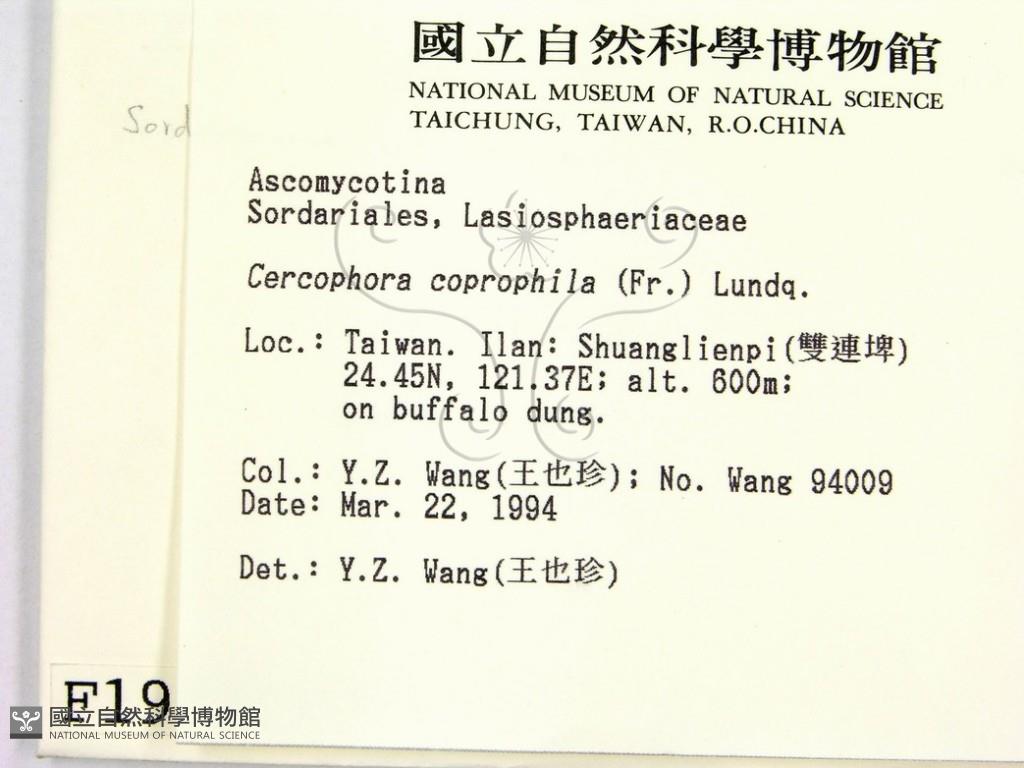 國立自然科學博物館
NATIONAL MUSEUM OF NATURAL SCIENCE
TAICHUNG, TAIWAN, R.O.CHINA
Sord
Ascomycotina
Sordariales, Lasiosphaeriaceae
Cercophora coprophila (Fr.) Lundq.
Loc.: Taiwan. Ilan: Shuanglienpi(雙連埤)
24.45N, 121.37E; alt. 600m;
on buffalo dung.
Col.: Y.Z. Wang(王也珍); No. Wang 94009
Date: Mar. 22, 1994
Det.: Y.Z. Wang(王也珍)
F19
國立自然科學博物館
NATIONAL MUSEUM OF NATURAL SCIENCE